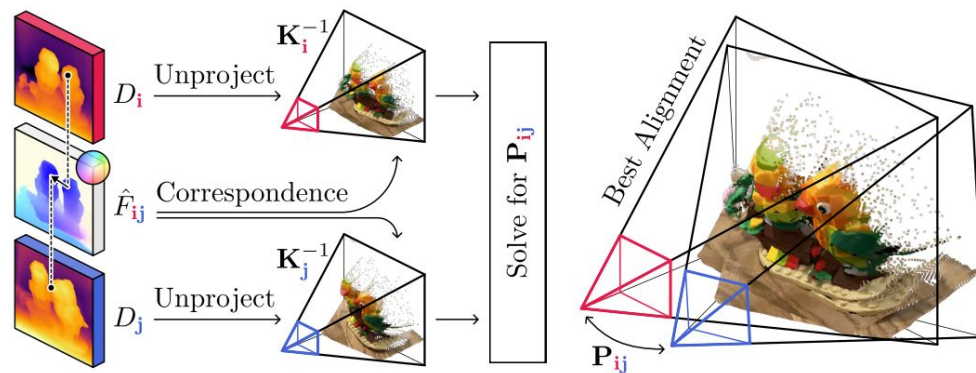 D_i
Unproject
K_i^{-1}
F̂_ij
Correspondence
D_j
Unproject
K_j^{-1}
Solve for P_ij
Best Alignment
P_ij